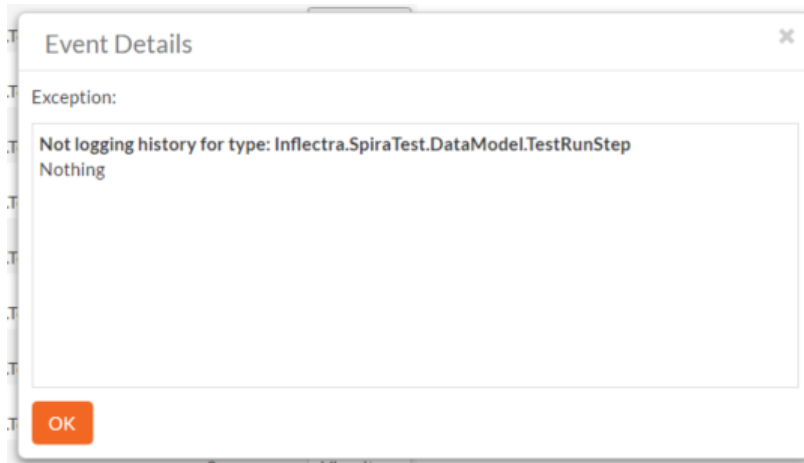 Event Details
×
Exception:
Not logging history for type: Inflectra.SpiraTest.DataModel.TestRunStep
Nothing
OK